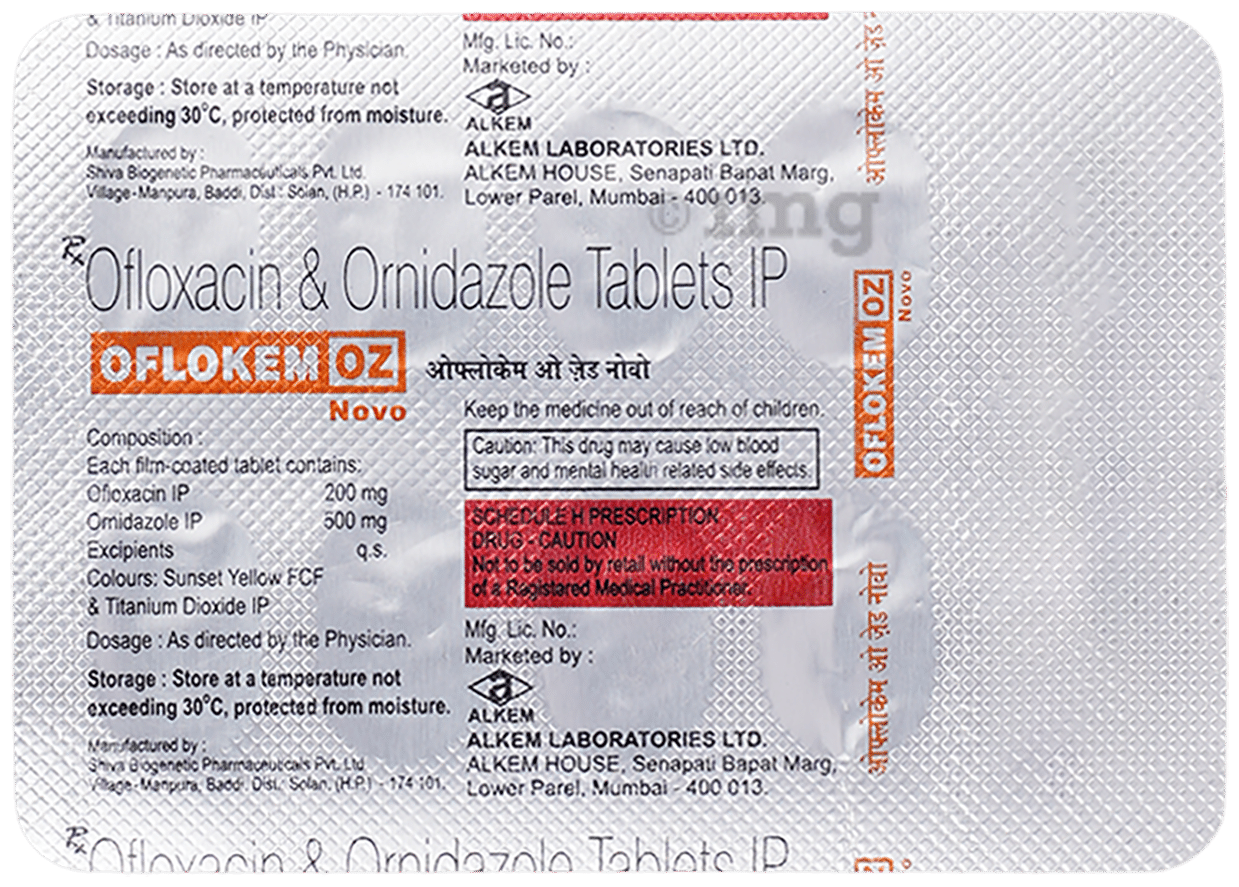 & Titanium Dioxide IP
Dosage : As directed by the Physician.
Storage : Store at a temperature not
exceeding 30°C, protected from moisture.
Manufactured by :
Shiva Biogenetic Pharmaceuticals Pvt. Ltd.
Village-Manpura, Baddi, Dist.: Solan, (H.P.) - 174 101.
Mfg. Lic. No.:
Marketed by :
ALKEM
ALKEM LABORATORIES LTD.
ALKEM HOUSE, Senapati Bapat Marg,
Lower Parel, Mumbai - 400 013.
© 1mg
Rx Ofloxacin & Ornidazole Tablets IP
OFLOKEM OZ
Novo
ओफ्लोकेम ओ ज़ेड नोवो
Composition :
Each film-coated tablet contains:
Ofloxacin IP 200 mg
Ornidazole IP 500 mg
Excipients q.s.
Colours: Sunset Yellow FCF
& Titanium Dioxide IP
Dosage : As directed by the Physician.
Storage : Store at a temperature not
exceeding 30°C, protected from moisture.
Manufactured by :
Shiva Biogenetic Pharmaceuticals Pvt. Ltd.
Village-Manpura, Baddi, Dist.: Solan, (H.P.) - 174 101.
Keep the medicine out of reach of children.
Caution: This drug may cause low blood
sugar and mental health related side effects.
SCHEDULE H PRESCRIPTION
DRUG - CAUTION
Not to be sold by retail without the prescription
of a Registared Medical Practitioner.
Mfg. Lic. No.:
Marketed by :
ALKEM
ALKEM LABORATORIES LTD.
ALKEM HOUSE, Senapati Bapat Marg,
Lower Parel, Mumbai - 400 013.
ओफ्लोकेम ओ ज़ेड
OFLOKEM OZ
Novo
ओफ्लोकेम ओ ज़ेड नोवो
Rx Ofloxacin & Ornidazole Tablets IP